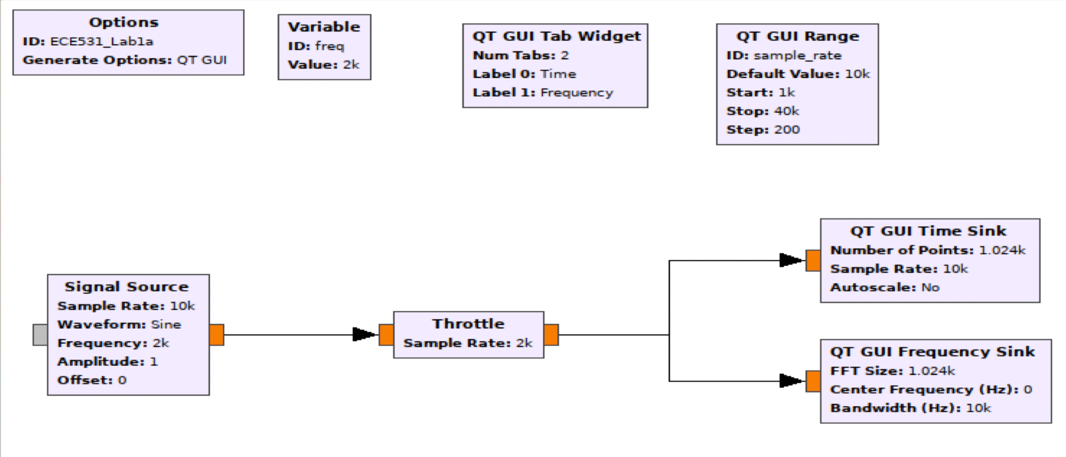 Options
ID: ECE531_Lab1a
Generate Options: QT GUI
Variable
ID: freq
Value: 2k
QT GUI Tab Widget
Num Tabs: 2
Label 0: Time
Label 1: Frequency
QT GUI Range
ID: sample_rate
Default Value: 10k
Start: 1k
Stop: 40k
Step: 200
Signal Source
Sample Rate: 10k
Waveform: Sine
Frequency: 2k
Amplitude: 1
Offset: 0
Throttle
Sample Rate: 2k
QT GUI Time Sink
Number of Points: 1.024k
Sample Rate: 10k
Autoscale: No
QT GUI Frequency Sink
FFT Size: 1.024k
Center Frequency (Hz): 0
Bandwidth (Hz): 10k